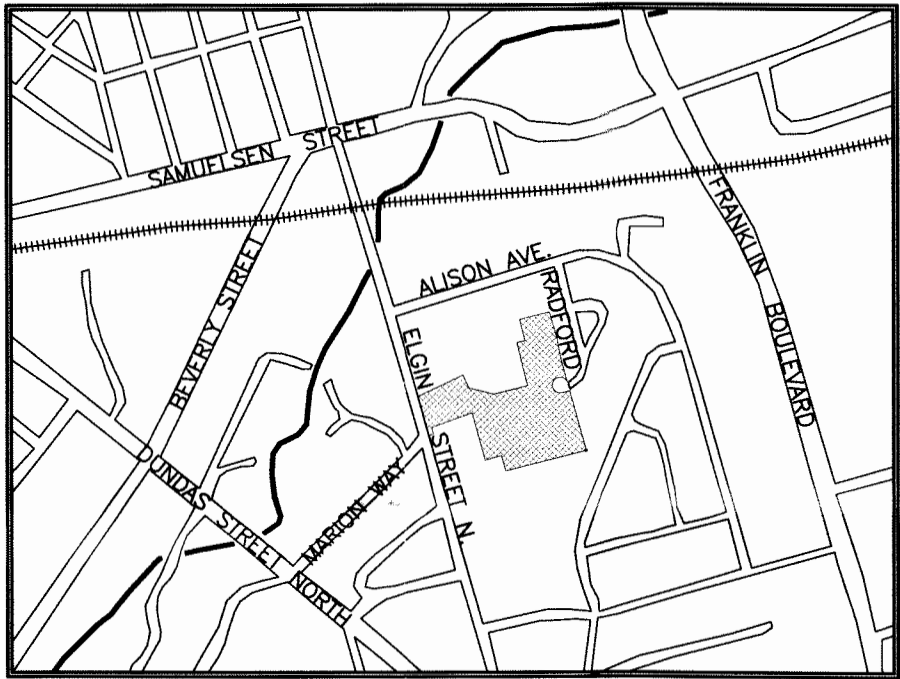 SAMUELSEN STREET
FRANKLIN BOULEVARD
ALISON AVE.
RADFORD
BEVERLY STREET
ELGIN STREET N.
DUNDAS STREET NORTH
MARION WAY